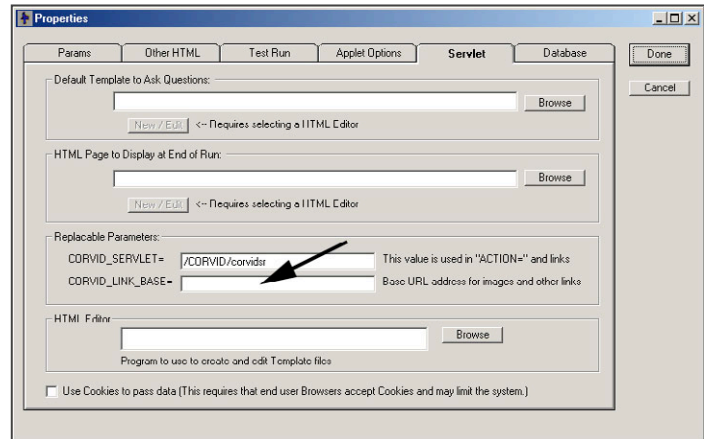 Properties
Params Other HTML Test Run Applet Options Servlet Database
Done
Cancel
Default Template to Ask Questions:
Browse
New / Edit <-- Requires selecting a HTML Editor
HTML Page to Display at End of Run:
Browse
New / Edit <-- Requires selecting a HTML Editor
Replacable Parameters:
CORVID_SERVLET= /CORVID/corvidsr This value is used in "ACTION=" and links
CORVID_LINK_BASE= Base URL address for images and other links
HTML Editor
Browse
Program to use to create and edit Template files
Use Cookies to pass data (This requires that end user Browsers accept Cookies and may limit the system.)